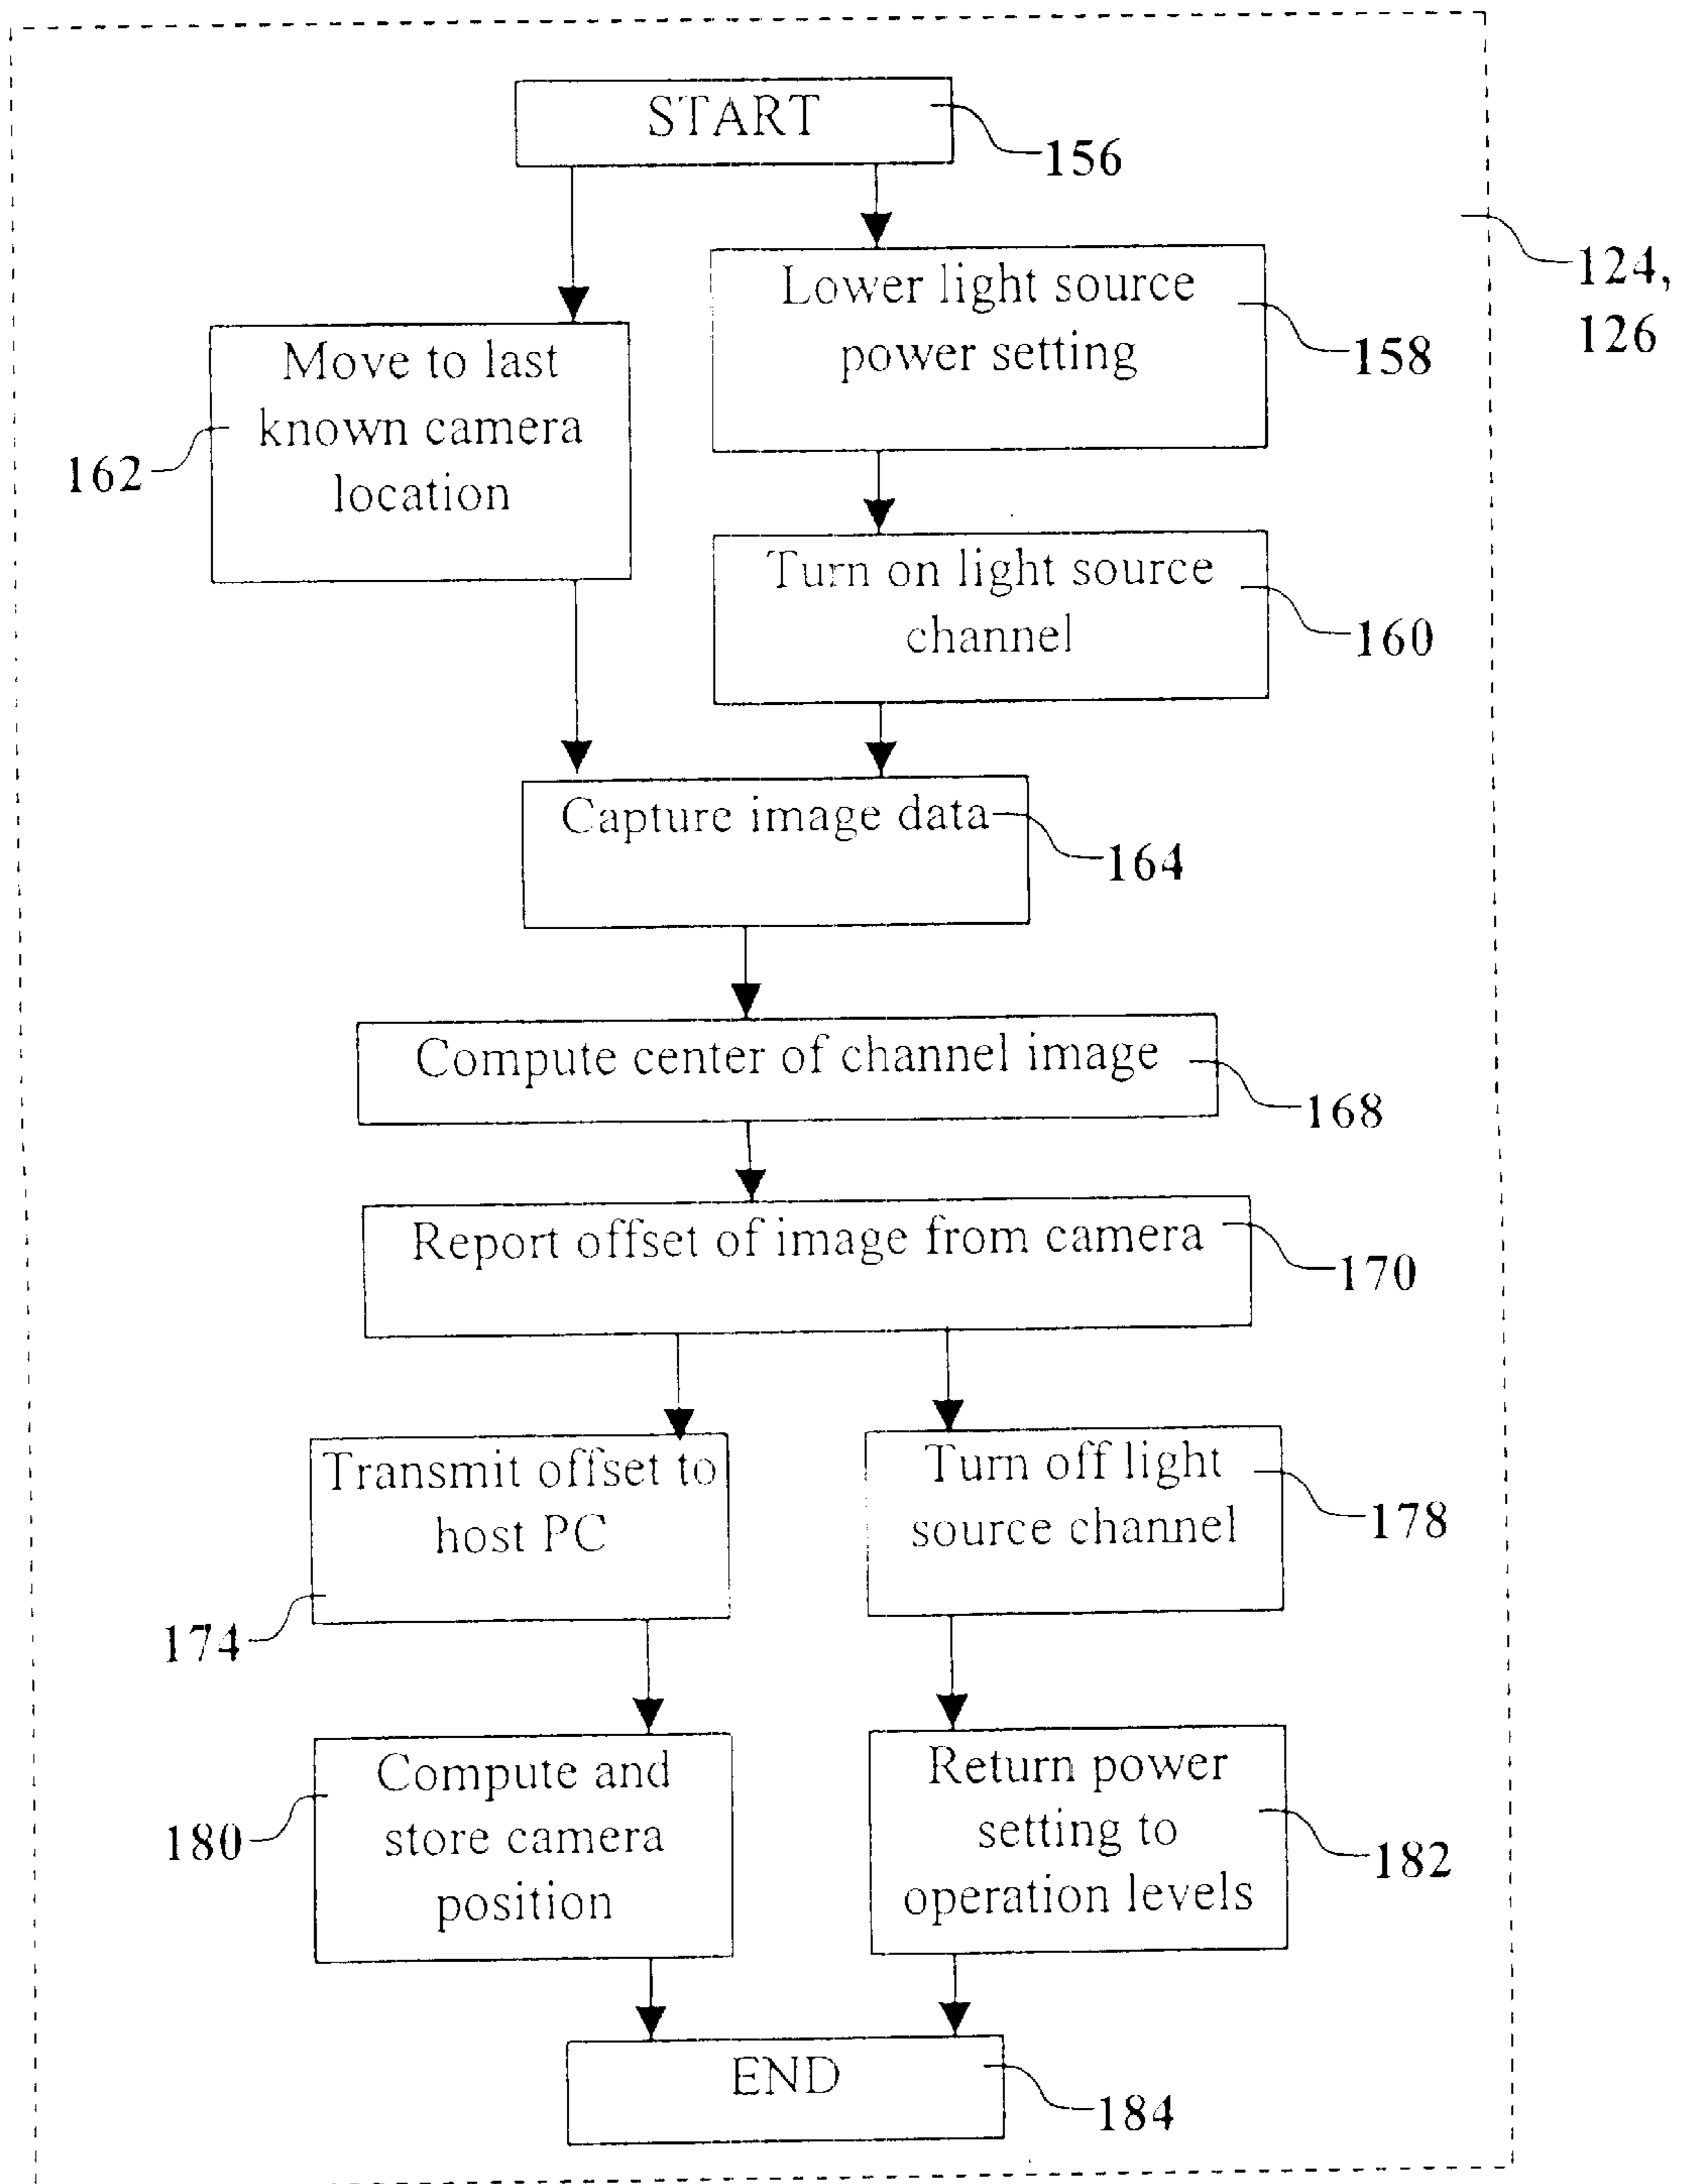 START
156
124,
126
Lower light source
power setting
158
Move to last
known camera
location
162
Turn on light source
channel
160
Capture image data
164
Compute center of channel image
168
Report offset of image from camera
170
Transmit offset to
host PC
174
Turn off light
source channel
178
Compute and
store camera
position
180
Return power
setting to
operation levels
182
END
184